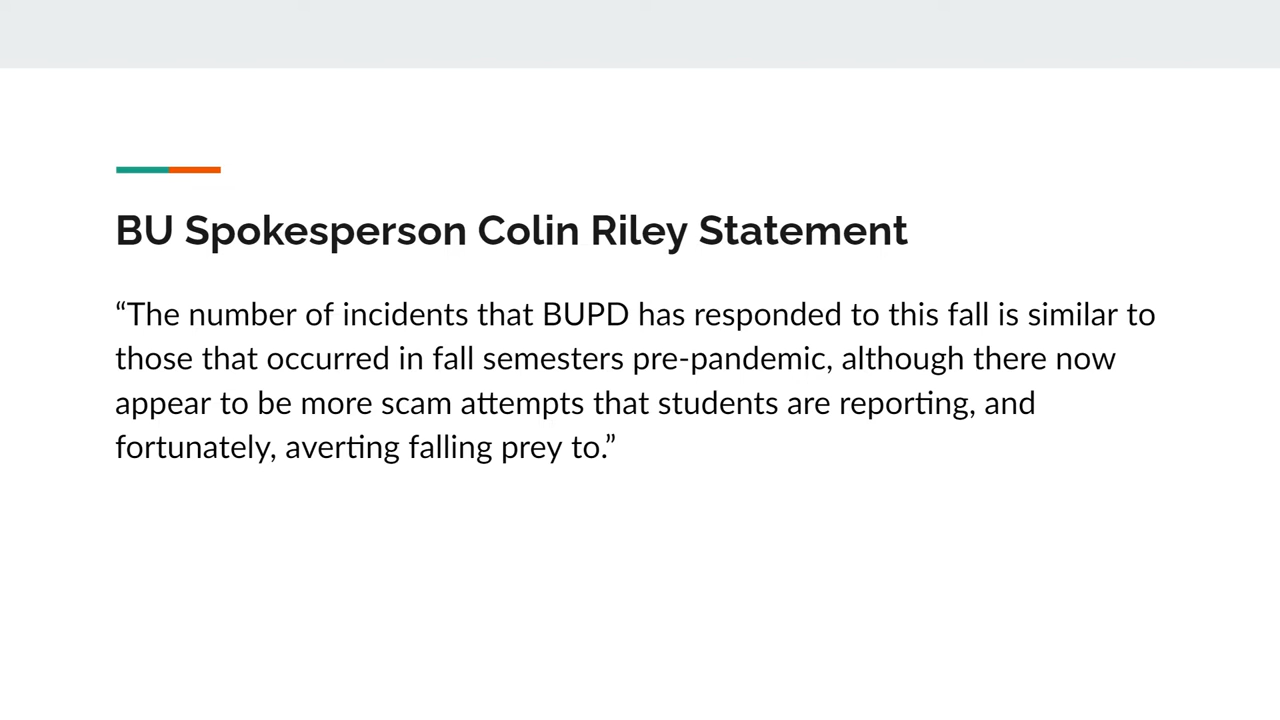 BU Spokesperson Colin Riley Statement
“The number of incidents that BUPD has responded to this fall is similar to
those that occurred in fall semesters pre-pandemic, although there now
appear to be more scam attempts that students are reporting, and
fortunately, averting falling prey to.”